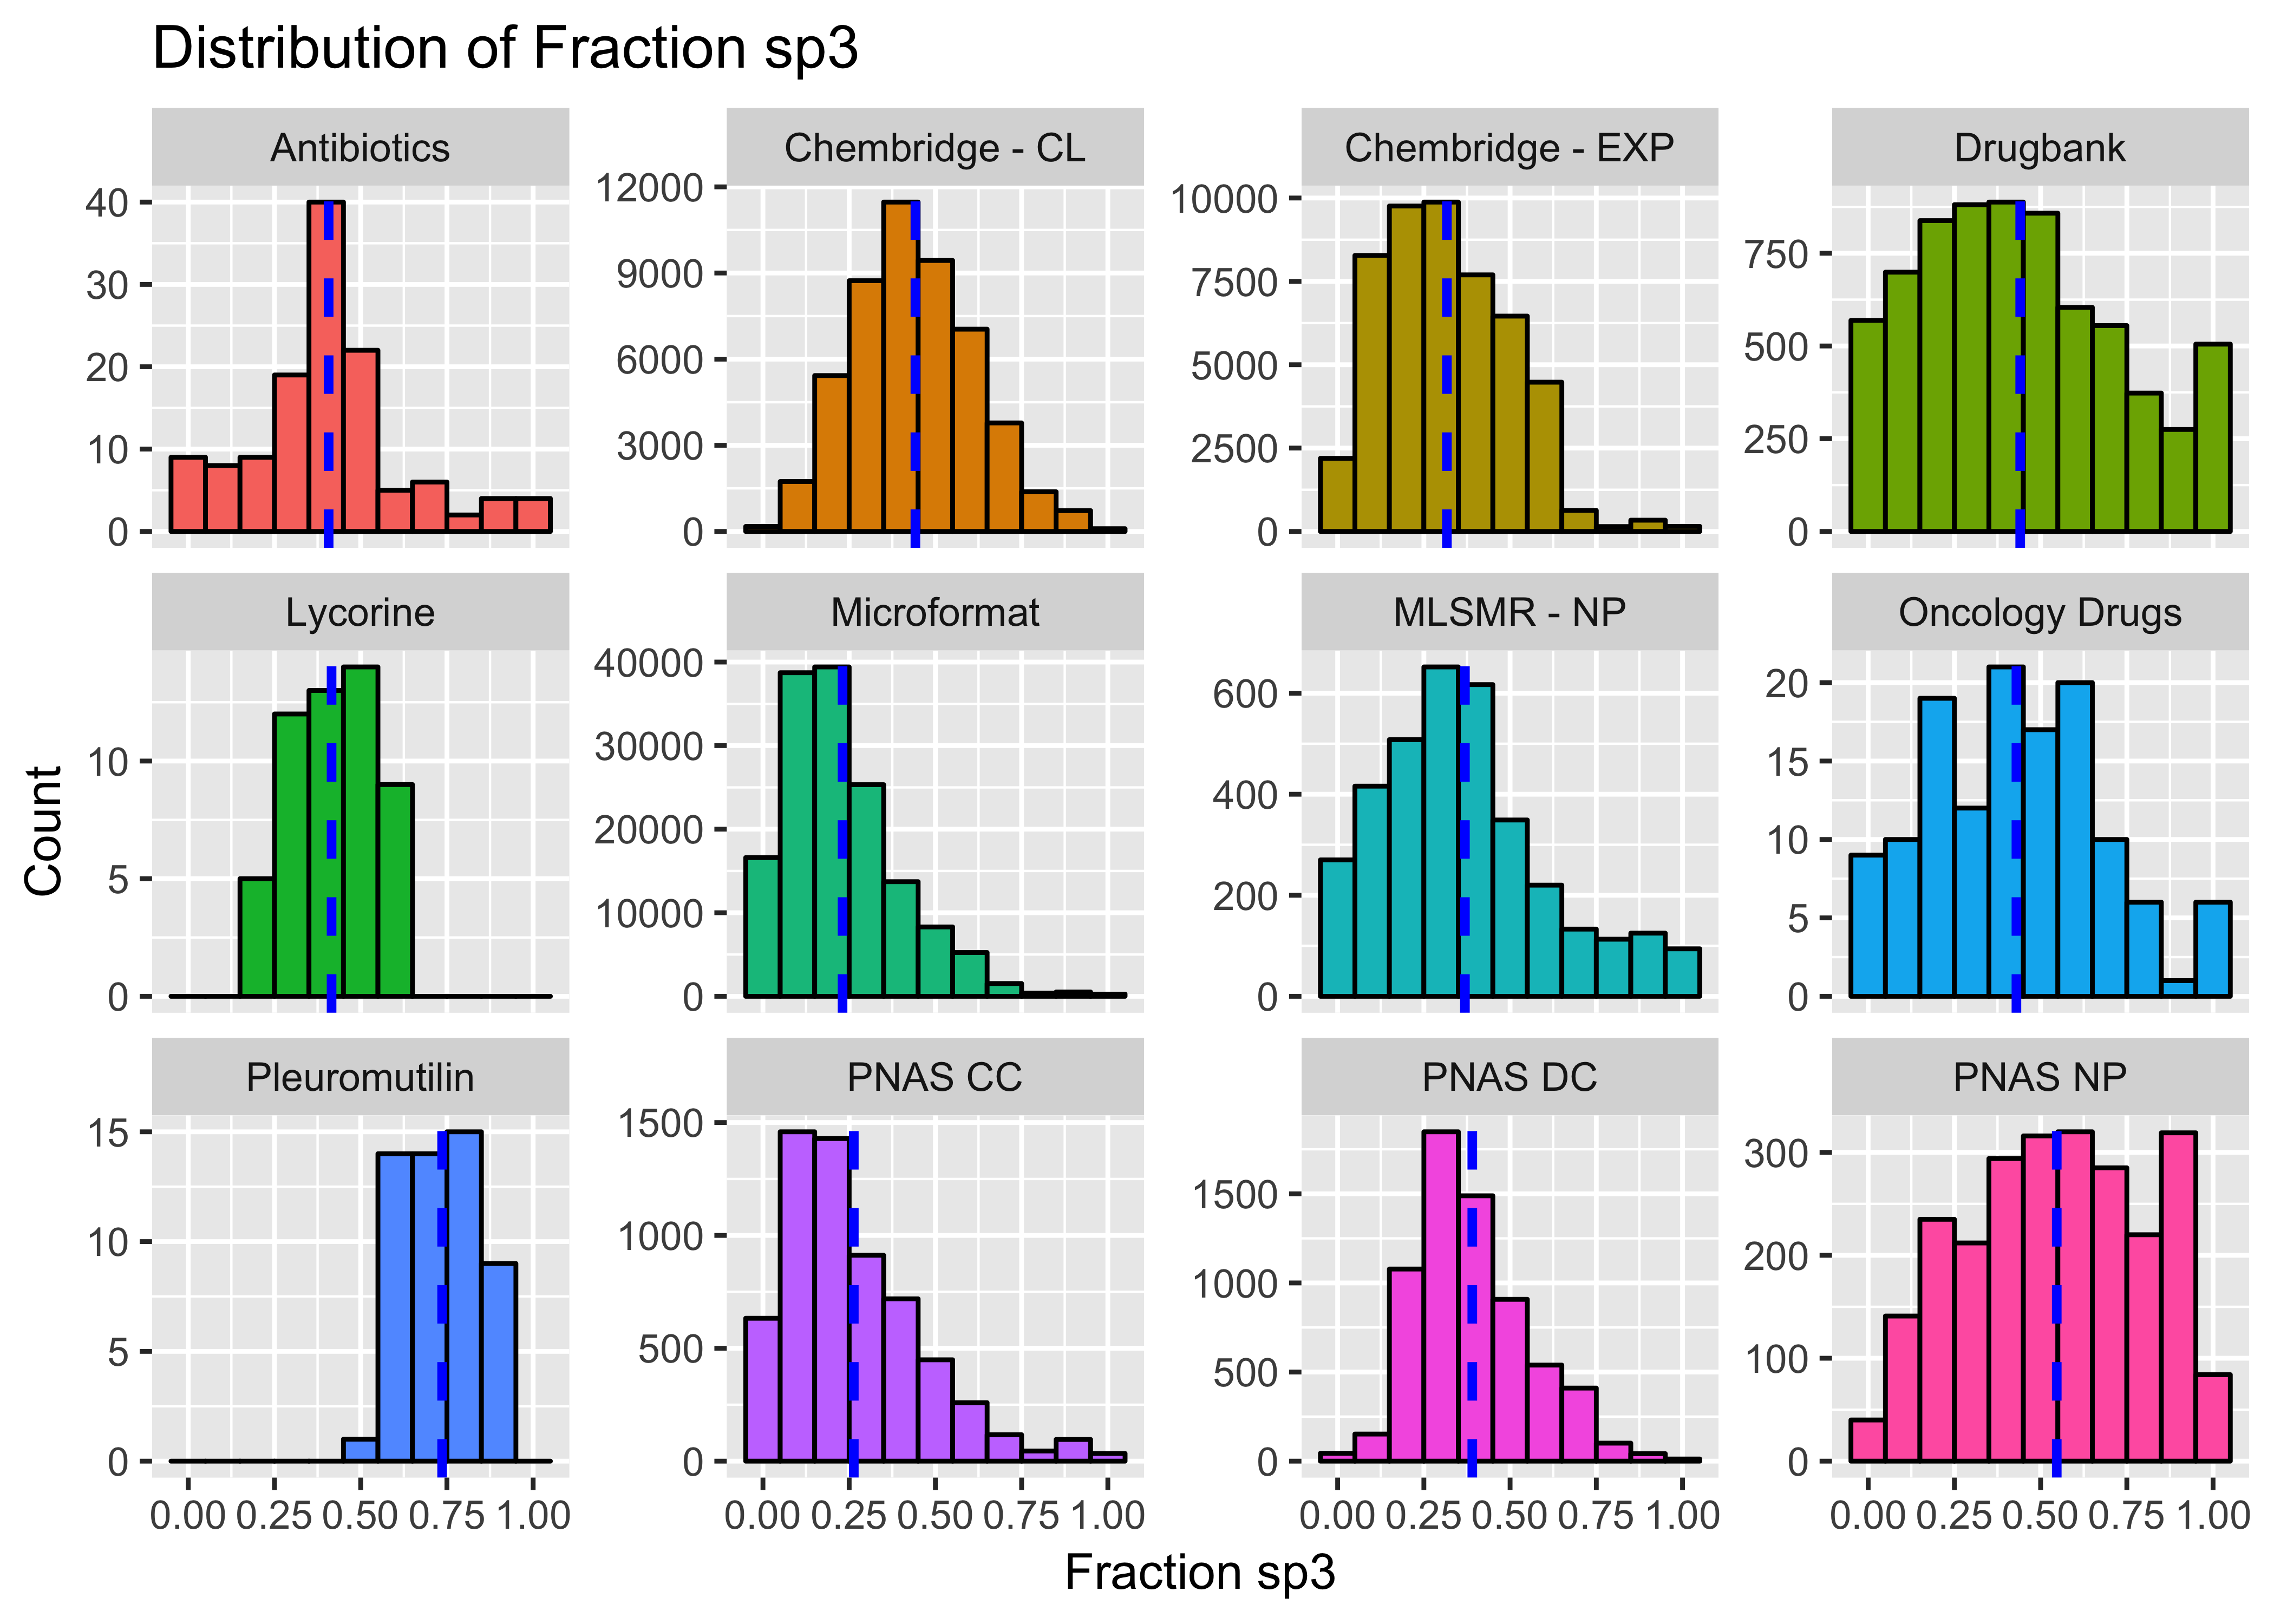 Distribution of Fraction sp3
Antibiotics
Chembridge - CL
Chembridge - EXP
Drugbank
40
30
20
10
0
12000
9000
6000
3000
0
10000
7500
5000
2500
0
750
500
250
0
Lycorine
Microformat
MLSMR - NP
Oncology Drugs
10
5
0
40000
30000
20000
10000
0
600
400
200
0
20
15
10
5
0
Count
Pleuromutilin
PNAS CC
PNAS DC
PNAS NP
15
10
5
0
1500
1000
500
0
1500
1000
500
0
300
200
100
0
0.00 0.25 0.50 0.75 1.00
0.00 0.25 0.50 0.75 1.00
0.00 0.25 0.50 0.75 1.00
0.00 0.25 0.50 0.75 1.00
Fraction sp3